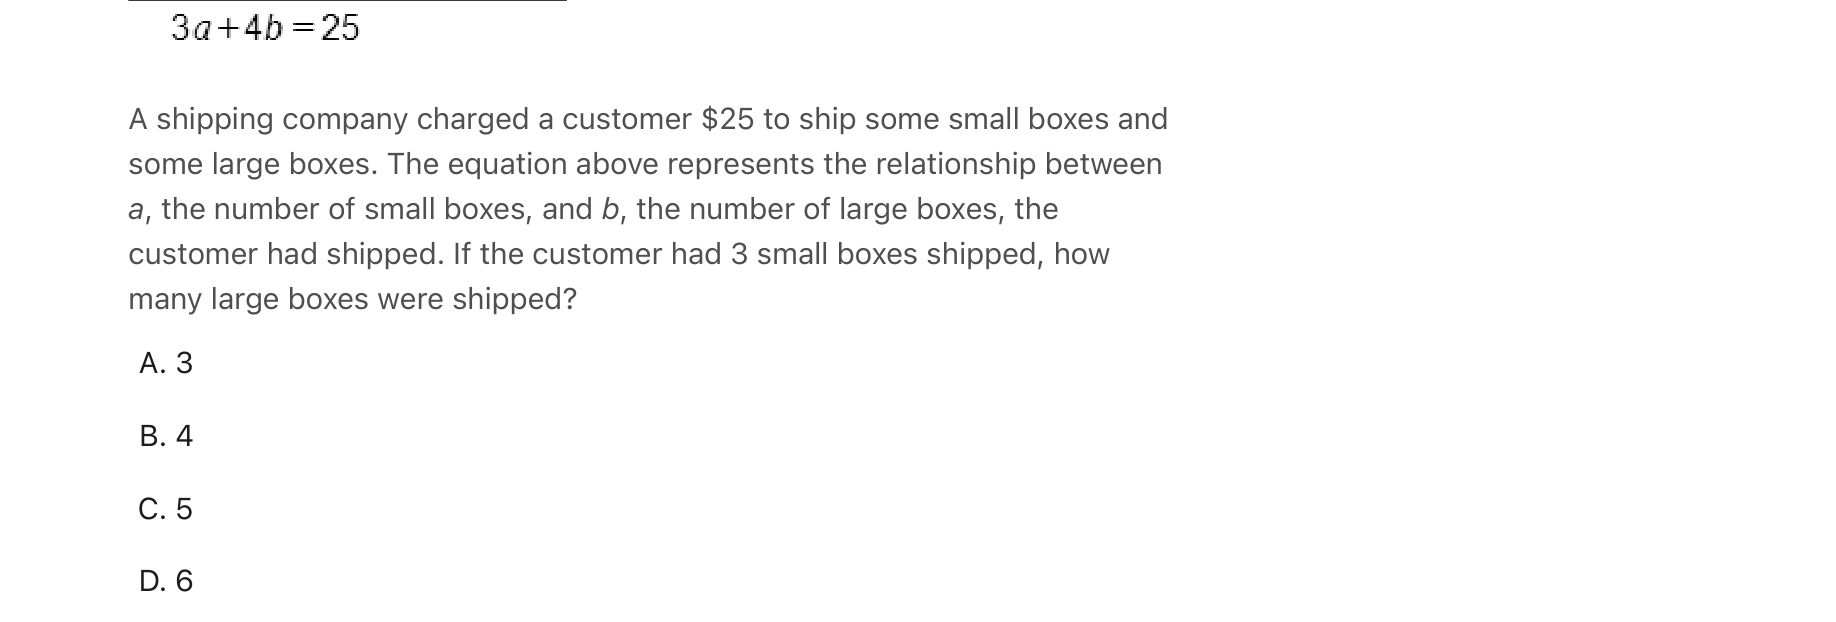 3a+4b=25
A shipping company charged a customer $25 to ship some small boxes and
some large boxes. The equation above represents the relationship between
a, the number of small boxes, and b, the number of large boxes, the
customer had shipped. If the customer had 3 small boxes shipped, how
many large boxes were shipped?
A. 3
B. 4
C. 5
D. 6